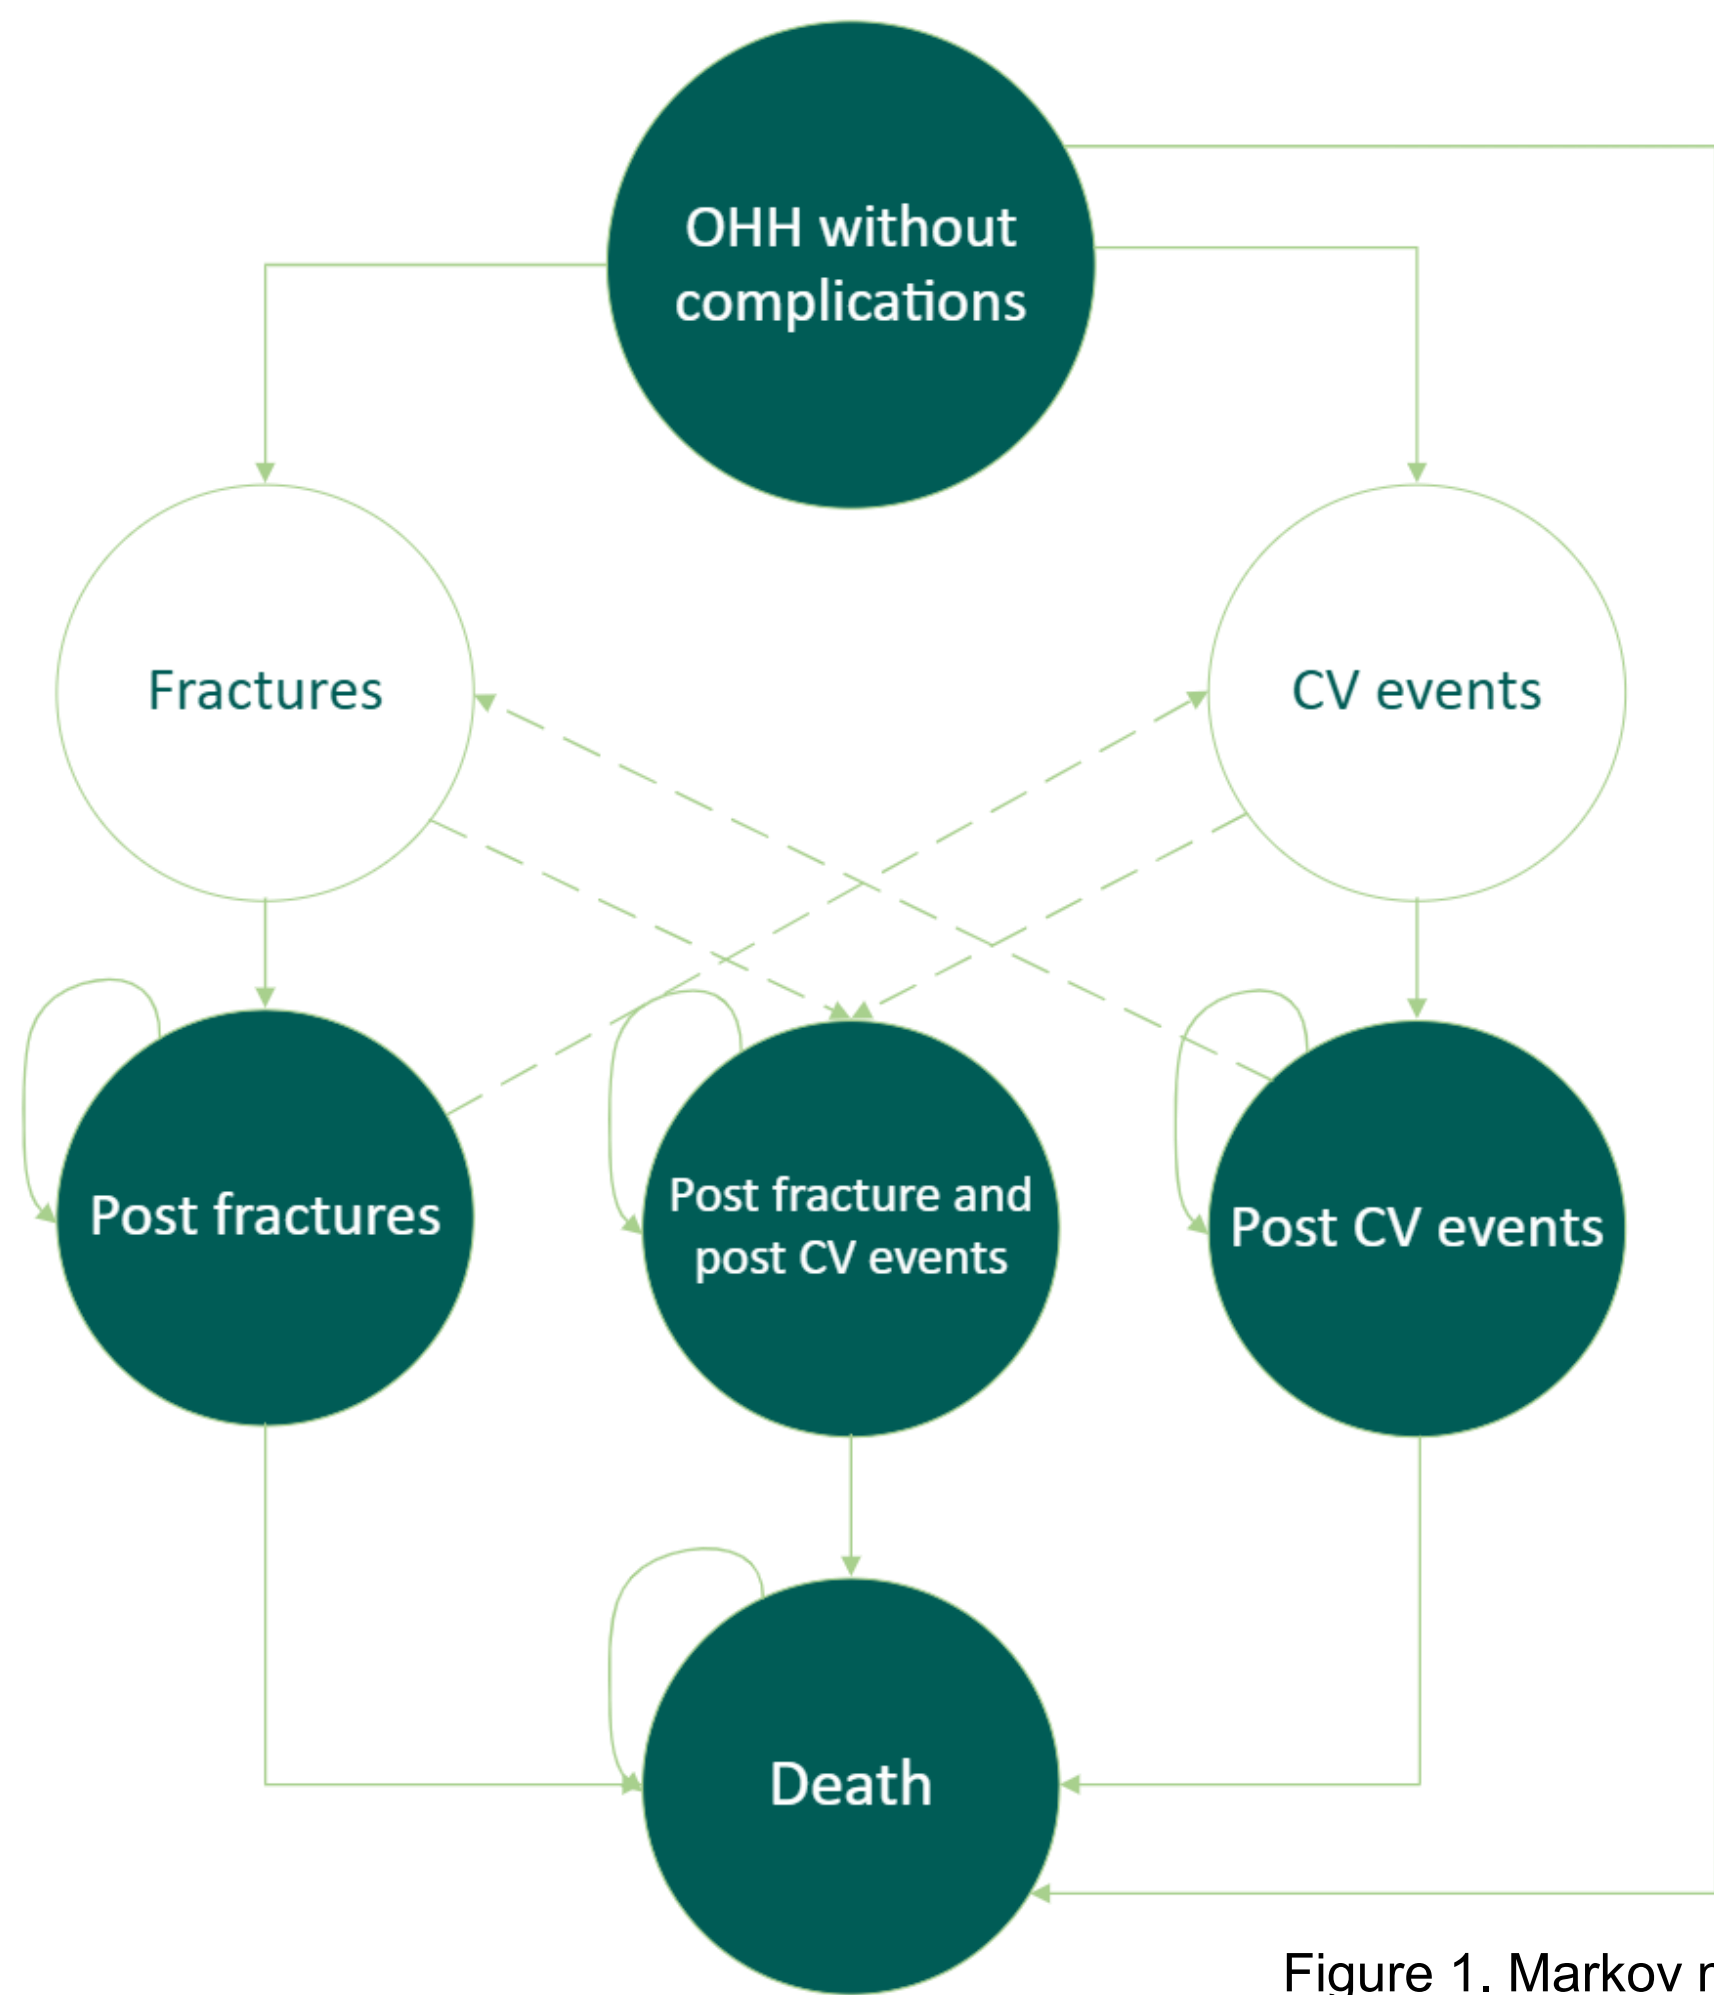 OHH without
complications
Fractures
CV events
Post fractures
Post fracture and
post CV events
Post CV events
Death
Figure 1. Markov